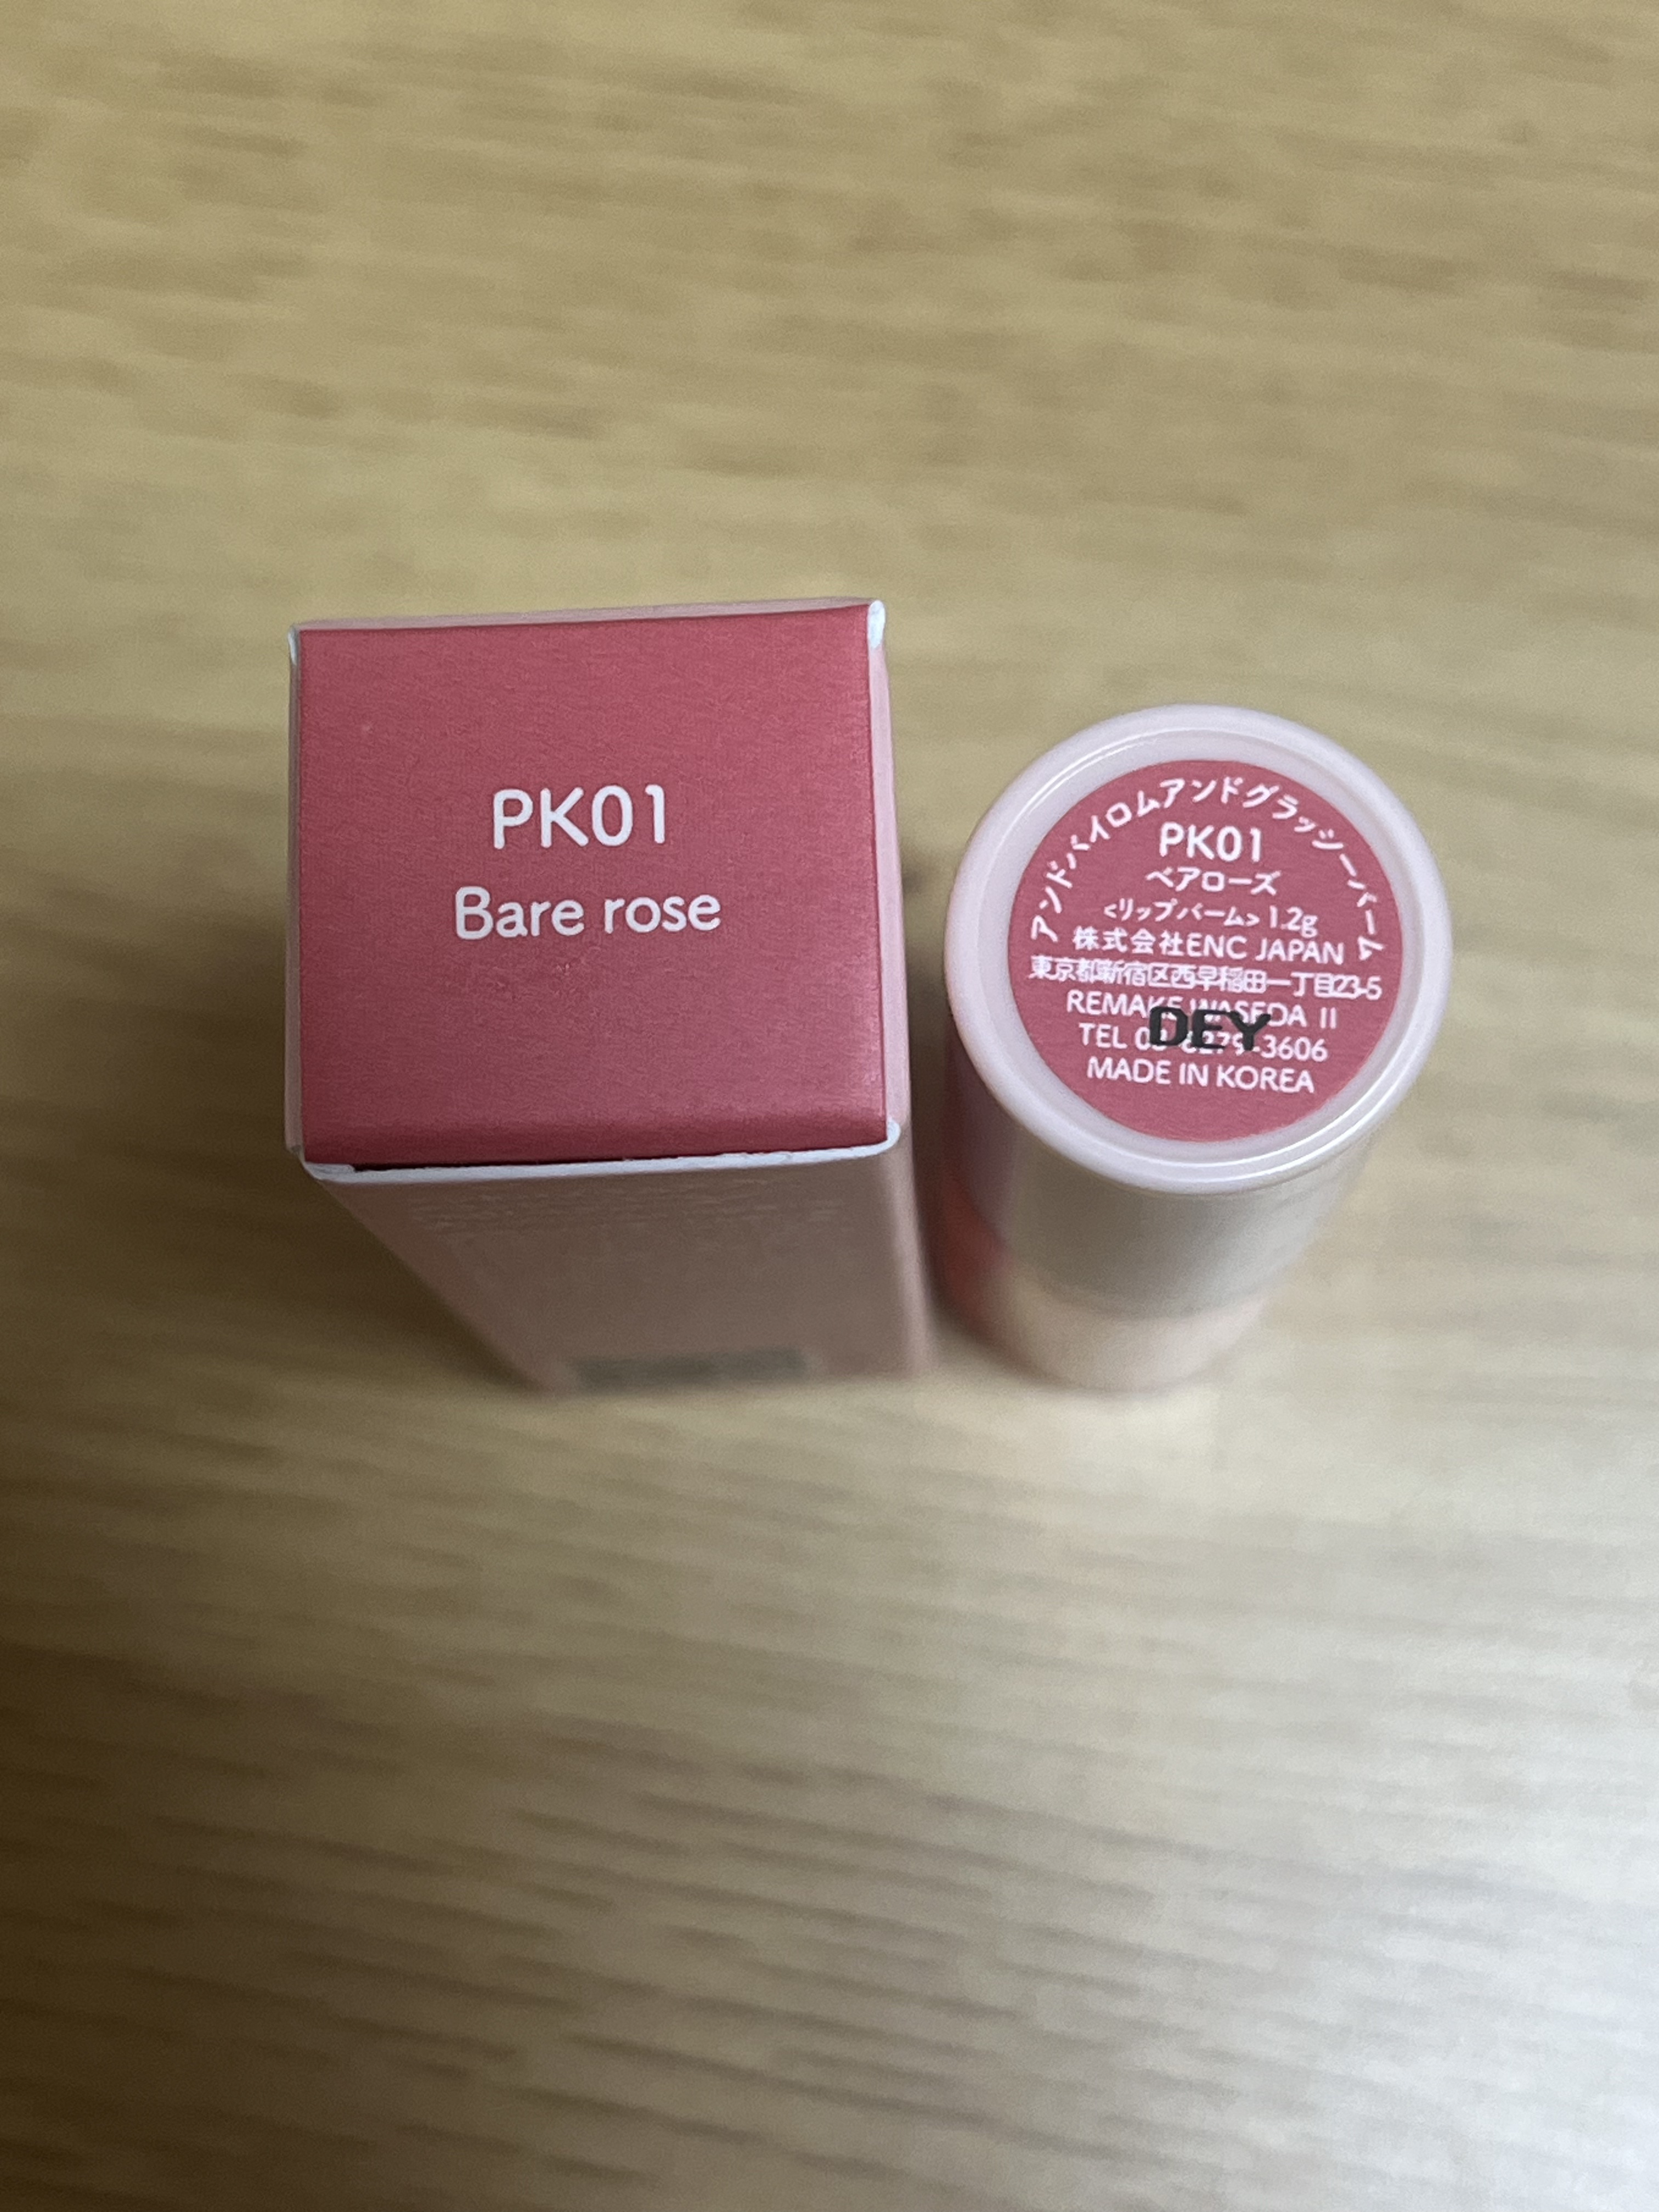 PK01
Bare rose
アンドバイロムアンドグラッシーバーム
PK01
ベアローズ
<リップバーム> 1.2g
株式会社ENC JAPAN
東京都新宿区西早稲田一丁目23-5
REMAKE WASEDA II
DEY
TEL 03-6279-3606
MADE IN KOREA